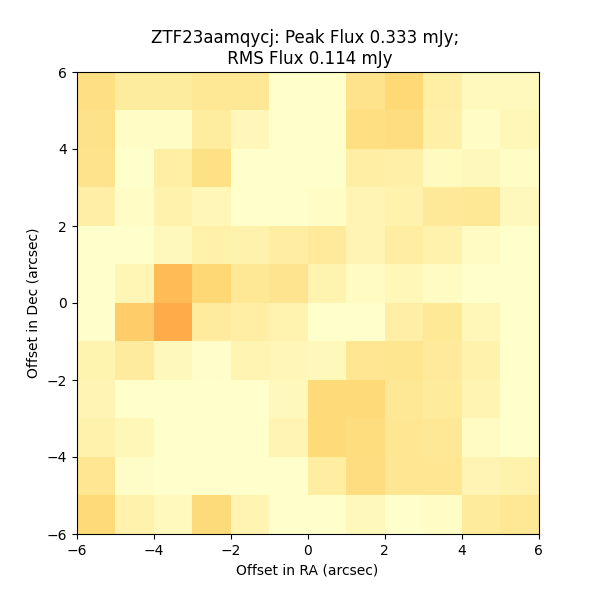 ZTF23aamqycj: Peak Flux 0.333 mJy;
RMS Flux 0.114 mJy
6
4
2
0
−2
−4
−6
Offset in Dec (arcsec)
−6 −4 −2 0 2 4 6
Offset in RA (arcsec)